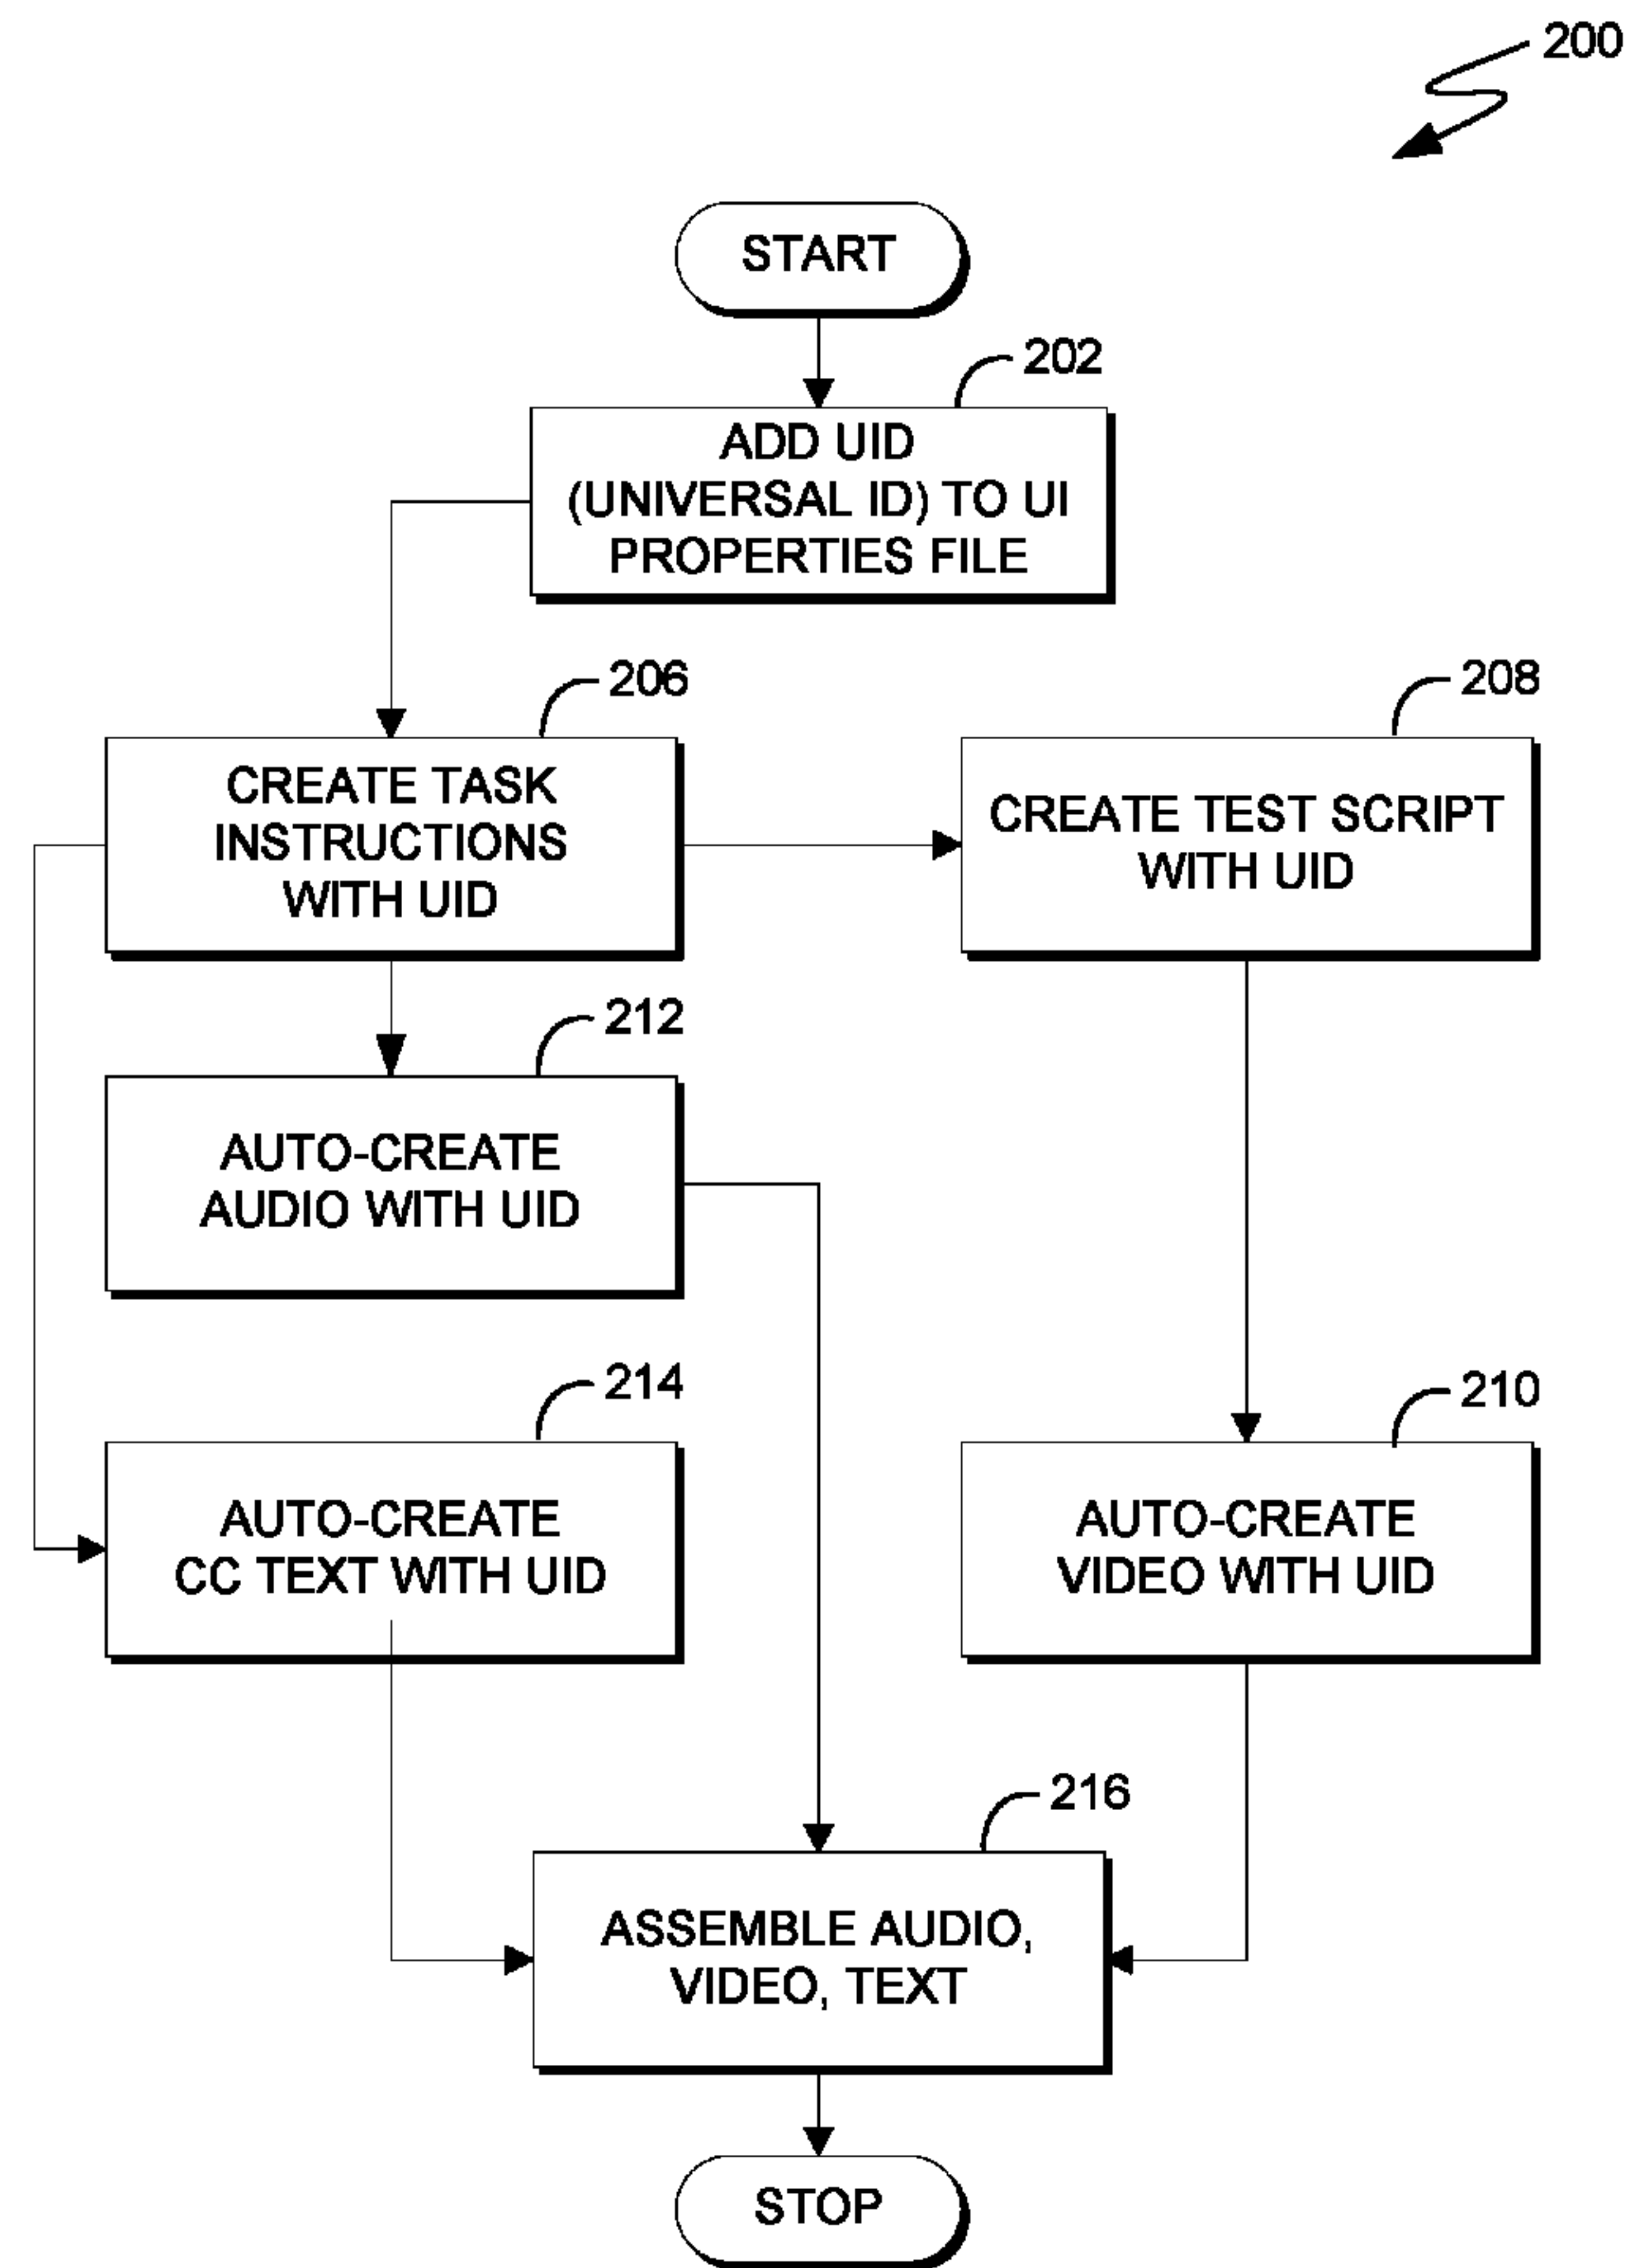 200
START
202
ADD UID
(UNIVERSAL ID) TO UI
PROPERTIES FILE
206
CREATE TASK
INSTRUCTIONS
WITH UID
208
CREATE TEST SCRIPT
WITH UID
212
AUTO-CREATE
AUDIO WITH UID
214
AUTO-CREATE
CC TEXT WITH UID
210
AUTO-CREATE
VIDEO WITH UID
216
ASSEMBLE AUDIO,
VIDEO, TEXT
STOP